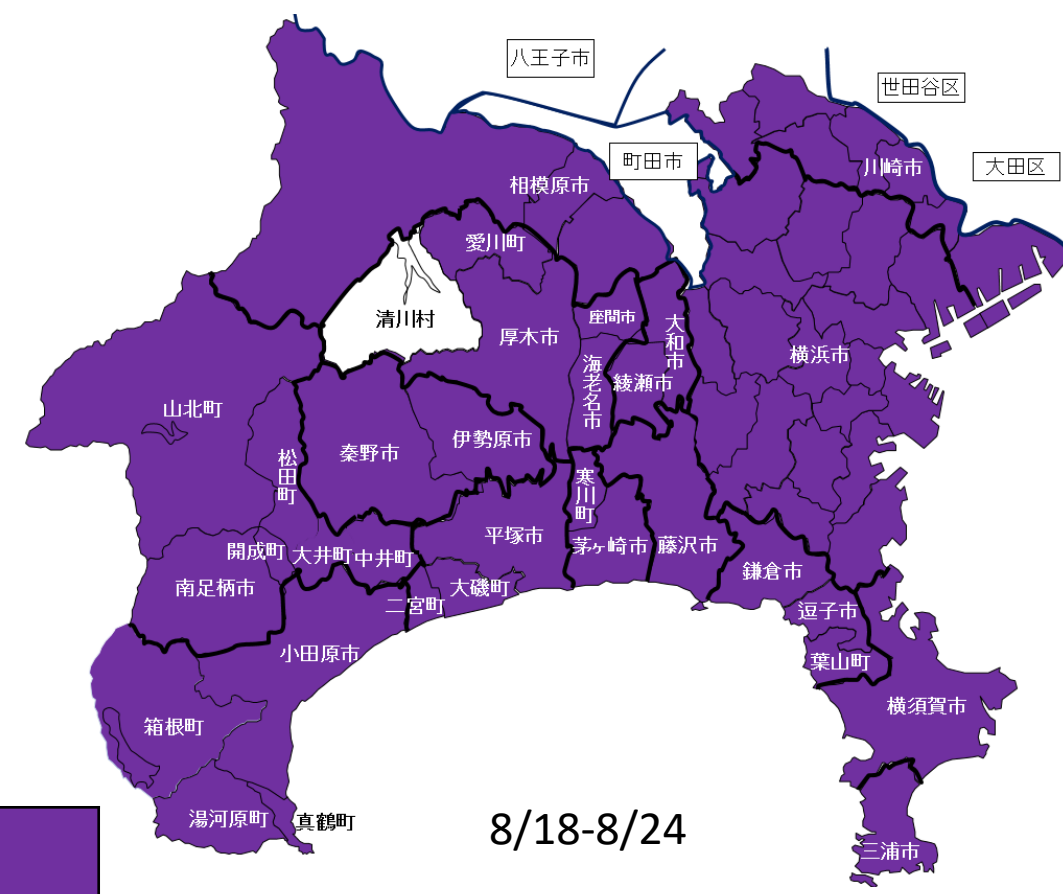 八王子市
世田谷区
町田市
大田区
川崎市
相模原市
愛川町
清川村
座間市
大和市
厚木市
海老名市
綾瀬市
横浜市
山北町
伊勢原市
秦野市
松田町
寒川町
平塚市
茅ヶ崎市
藤沢市
開成町
大井町
中井町
鎌倉市
南足柄市
大磯町
二宮町
逗子市
小田原市
葉山町
横須賀市
箱根町
湯河原町
真鶴町
8/18-8/24
三浦市